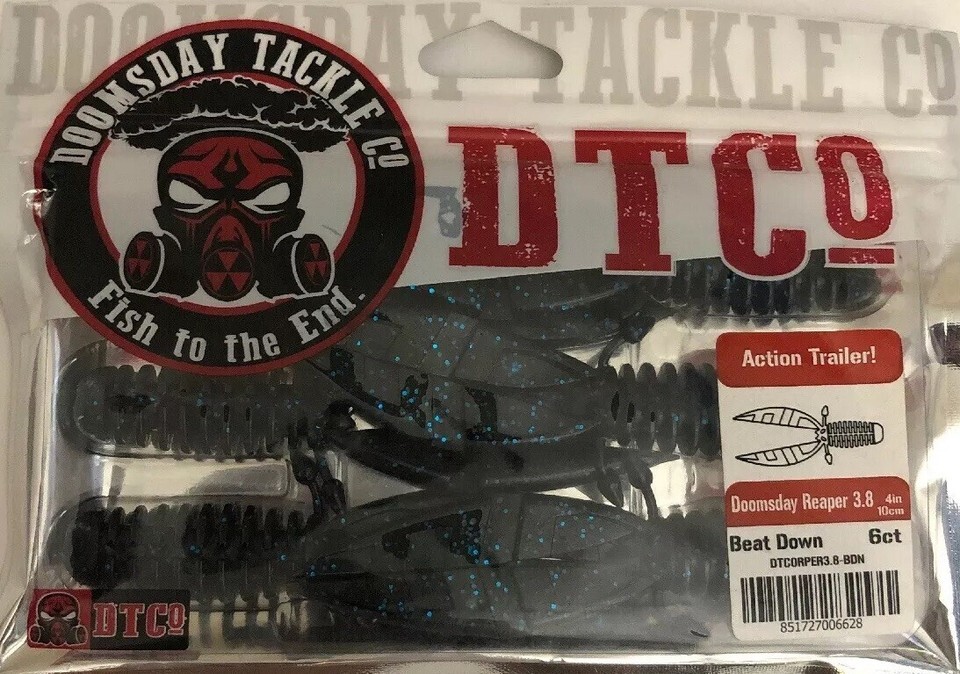 DOOMSDAY TACKLE Co
DOOMSDAY TACKLE Co
Fish to the End.
DTCo
Action Trailer!
Doomsday Reaper 3.8 4in
10cm
Beat Down 6ct
DTCORPER3.8-BDN
851727006628
DTCo